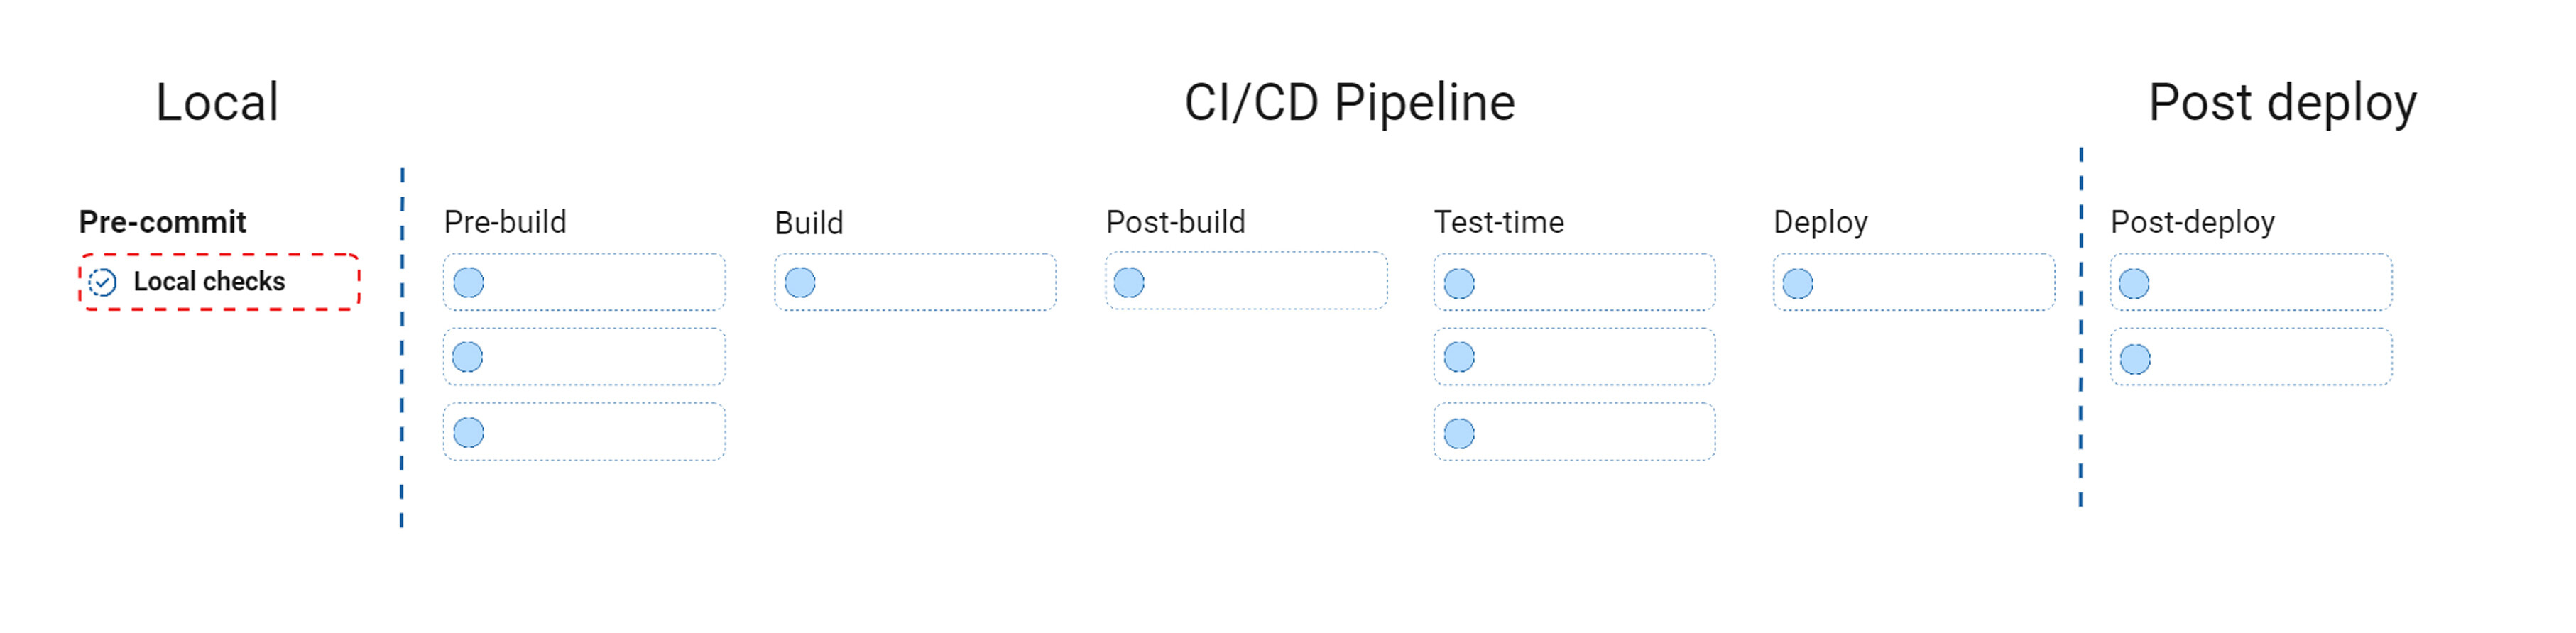 Local
CI/CD Pipeline
Post deploy
Pre-commit
Pre-build
Build
Post-build
Test-time
Deploy
Post-deploy
Local checks